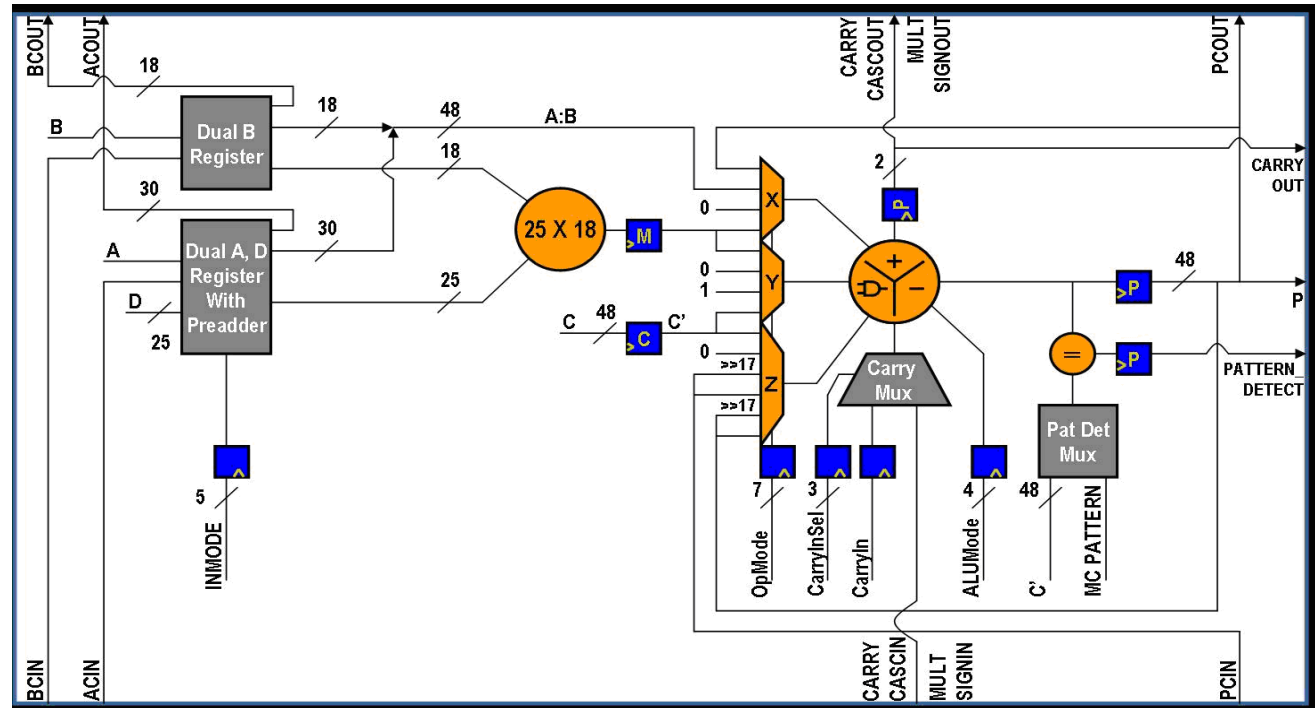 BCOUT
ACOUT
CARRY
CASCOUT
MULT
SIGNOUT
PCOUT
18
B
Dual B
Register
18
48
A:B
18
30
A
Dual A, D
Register
With
Preadder
30
D
25
25
25 X 18
>M
C
48
>C
C'
0
0
1
0
>>17
>>17
X
Y
Z
2
P
>
CARRY
OUT
+
−
>P
48
P
=
>P
PATTERN_
DETECT
Carry
Mux
Pat Det
Mux
>
5
INMODE
>
7
OpMode
>
3
CarryInSel
>
CarryIn
>
4
ALUMode
48
C'
MC PATTERN
BCIN
ACIN
CARRY
CASCIN
MULT
SIGNIN
PCIN